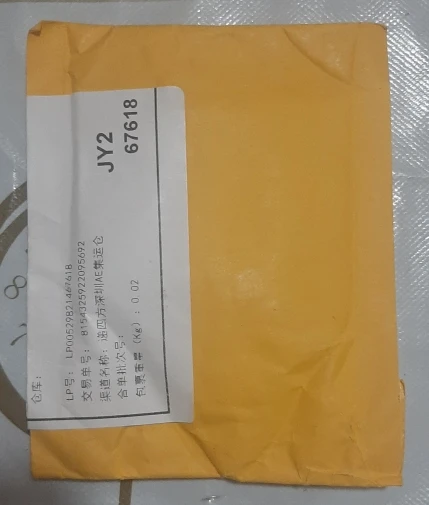 JY2
67618
仓库：
LP号： LP00529821467618
交易单号： 8154325922095692
渠道名称：递四方深圳AE集运仓
合单批次号：
包裹重量（Kg）：0.02